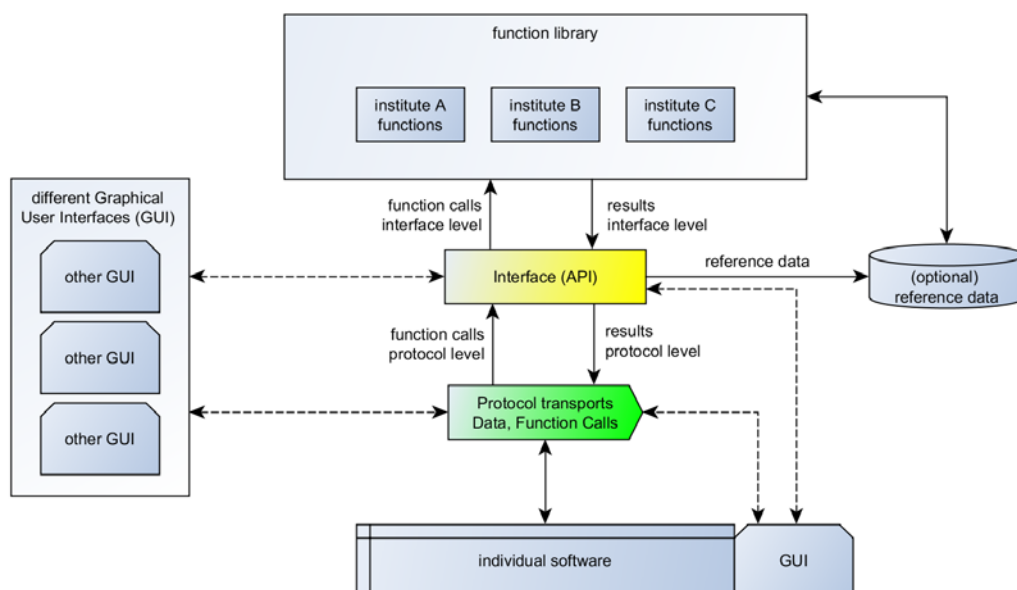 function library
institute A
functions
institute B
functions
institute C
functions
different Graphical
User Interfaces (GUI)
function calls
interface level
results
interface level
other GUI
Interface (API)
reference data
(optional)
reference data
other GUI
function calls
protocol level
results
protocol level
other GUI
Protocol transports
Data, Function Calls
individual software
GUI